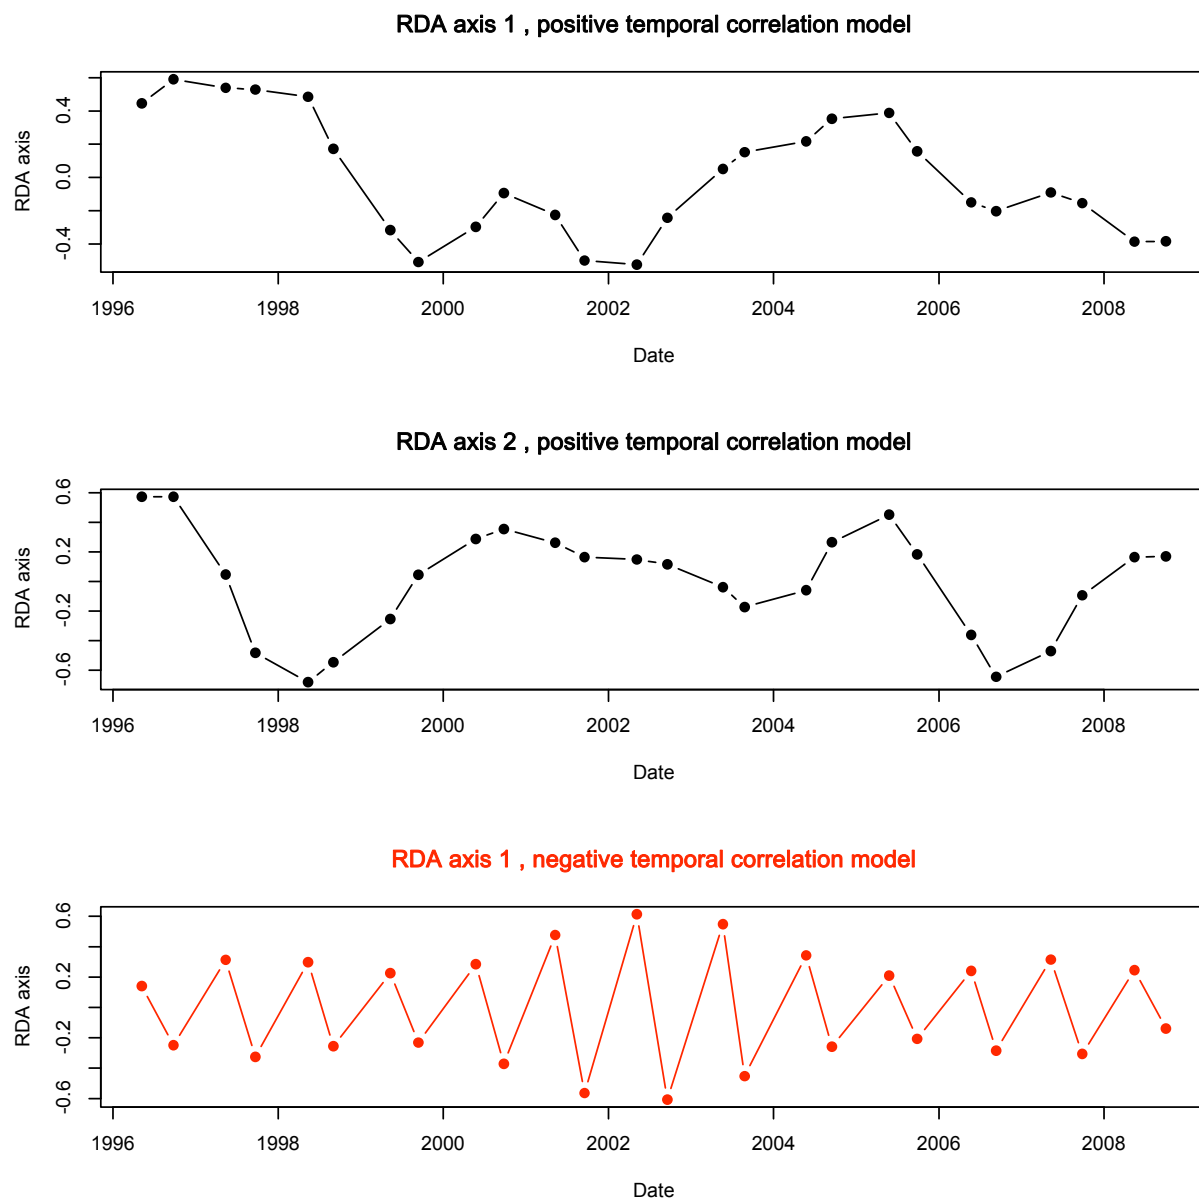 RDA axis 1 , positive temporal correlation model
RDA axis
0.4
0.0
-0.4
1996 1998 2000 2002 2004 2006 2008
Date
RDA axis 2 , positive temporal correlation model
RDA axis
0.6
0.2
-0.2
-0.6
1996 1998 2000 2002 2004 2006 2008
Date
RDA axis 1 , negative temporal correlation model
RDA axis
0.6
0.2
-0.2
-0.6
1996 1998 2000 2002 2004 2006 2008
Date